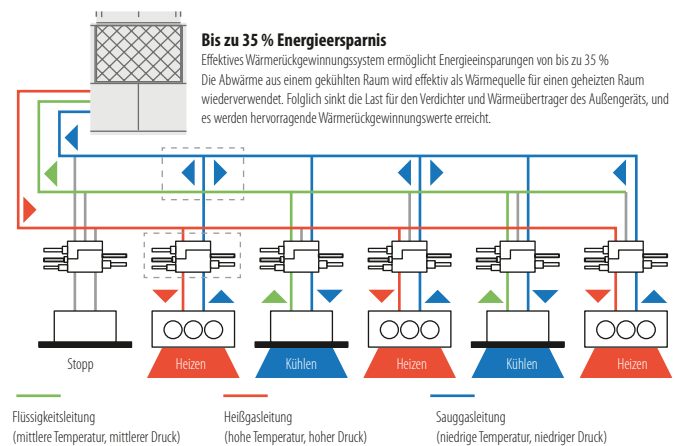 Bis zu 35 % Energieersparnis
Effektives Wärmerückgewinnungssystem ermöglicht Energieeinsparungen von bis zu 35 %
Die Abwärme aus einem gekühlten Raum wird effektiv als Wärmequelle für einen geheizten Raum
wiederverwendet. Folglich sinkt die Last für den Verdichter und Wärmeübertrager des Außengeräts, und
es werden hervorragende Wärmerückgewinnungswerte erreicht.
Stopp Heizen Kühlen Heizen Kühlen Heizen
Flüssigkeitsleitung Heißgasleitung Sauggasleitung
(mittlere Temperatur, mittlerer Druck) (hohe Temperatur, hoher Druck) (niedrige Temperatur, niedriger Druck)